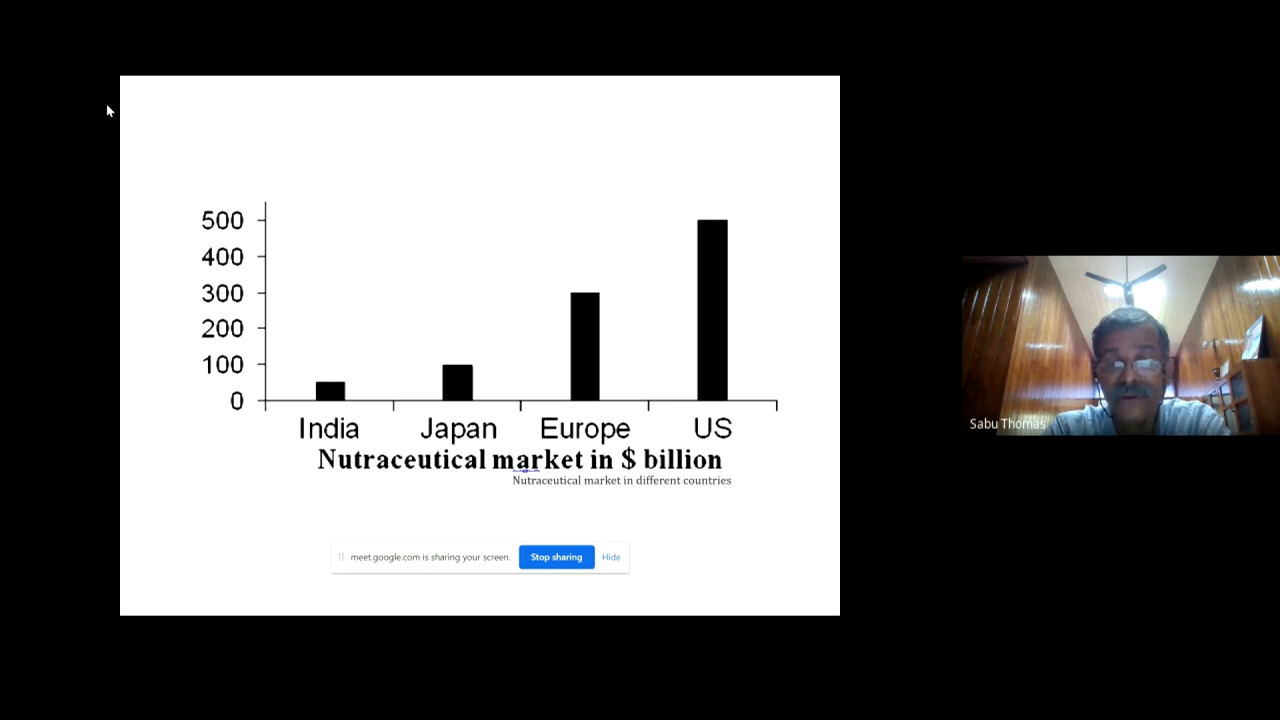 500
400
300
200
100
0
India Japan Europe US
Nutraceutical market in $ billion
Nutraceutical market in different countries
meet.google.com is sharing your screen. Stop sharing Hide
Sabu Thomas